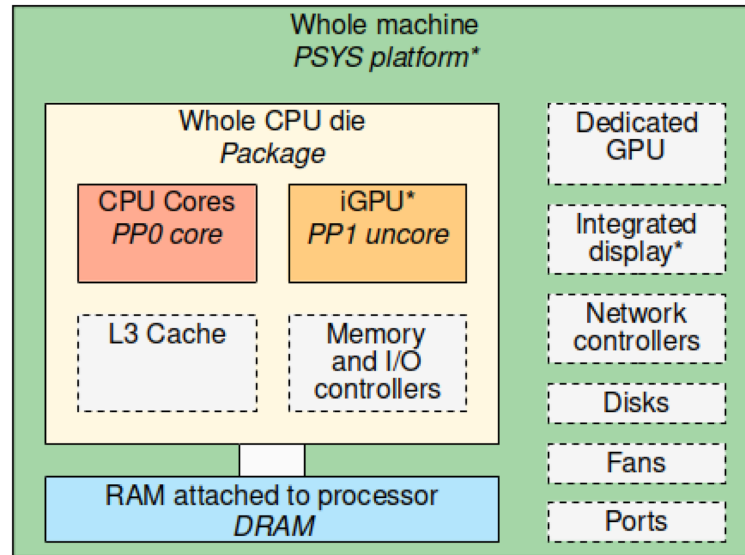 Whole machine
PSYS platform*
Whole CPU die
Package
CPU Cores
PP0 core
iGPU*
PP1 uncore
L3 Cache
Memory
and I/O
controllers
RAM attached to processor
DRAM
Dedicated
GPU
Integrated
display*
Network
controllers
Disks
Fans
Ports